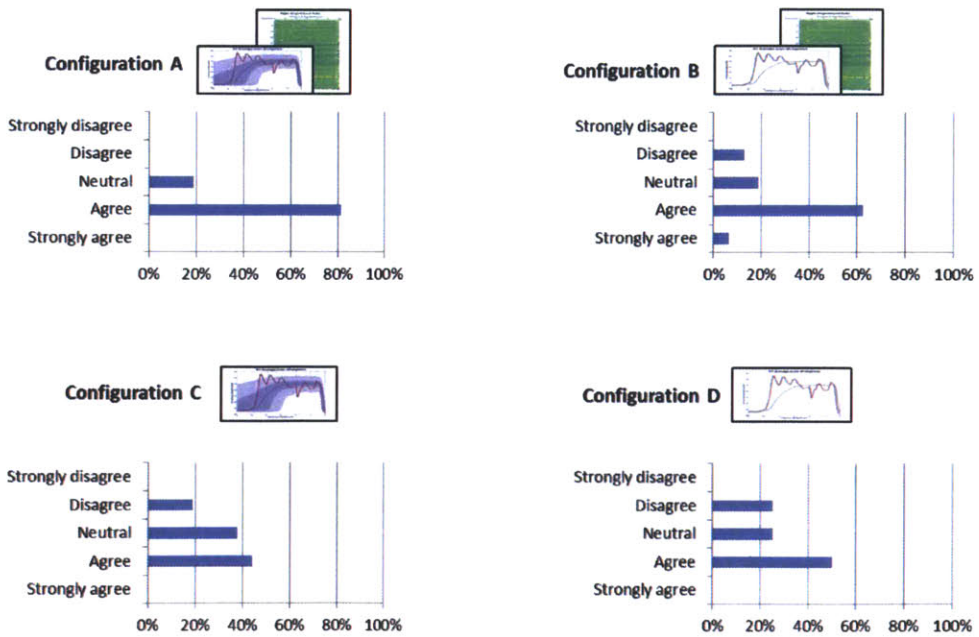 Configuration A
Strongly disagree
Disagree
Neutral
Agree
Strongly agree
0% 20% 40% 60% 80% 100%
Configuration B
Strongly disagree
Disagree
Neutral
Agree
Strongly agree
0% 20% 40% 60% 80% 100%
Configuration C
Strongly disagree
Disagree
Neutral
Agree
Strongly agree
0% 20% 40% 60% 80% 100%
Configuration D
Strongly disagree
Disagree
Neutral
Agree
Strongly agree
0% 20% 40% 60% 80% 100%